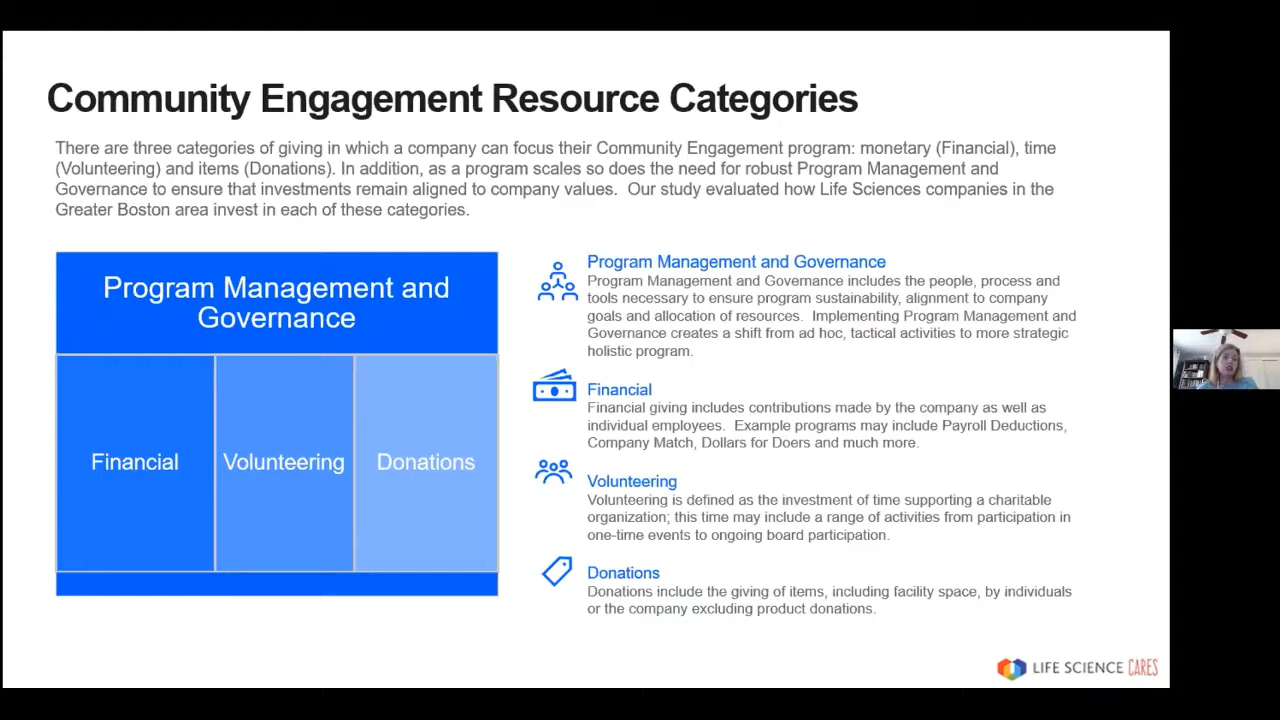 Community Engagement Resource Categories
There are three categories of giving in which a company can focus their Community Engagement program: monetary (Financial), time
(Volunteering) and items (Donations). In addition, as a program scales so does the need for robust Program Management and
Governance to ensure that investments remain aligned to company values.  Our study evaluated how Life Sciences companies in the
Greater Boston area invest in each of these categories.
Program Management and
Governance
Financial
Volunteering
Donations
Program Management and Governance
Program Management and Governance includes the people, process and
tools necessary to ensure program sustainability, alignment to company
goals and allocation of resources.  Implementing Program Management and
Governance creates a shift from ad hoc, tactical activities to more strategic
holistic program.
Financial
Financial giving includes contributions made by the company as well as
individual employees.  Example programs may include Payroll Deductions,
Company Match, Dollars for Doers and much more.
Volunteering
Volunteering is defined as the investment of time supporting a charitable
organization; this time may include a range of activities from participation in
one-time events to ongoing board participation.
Donations
Donations include the giving of items, including facility space, by individuals
or the company excluding product donations.
LIFE SCIENCE CARES